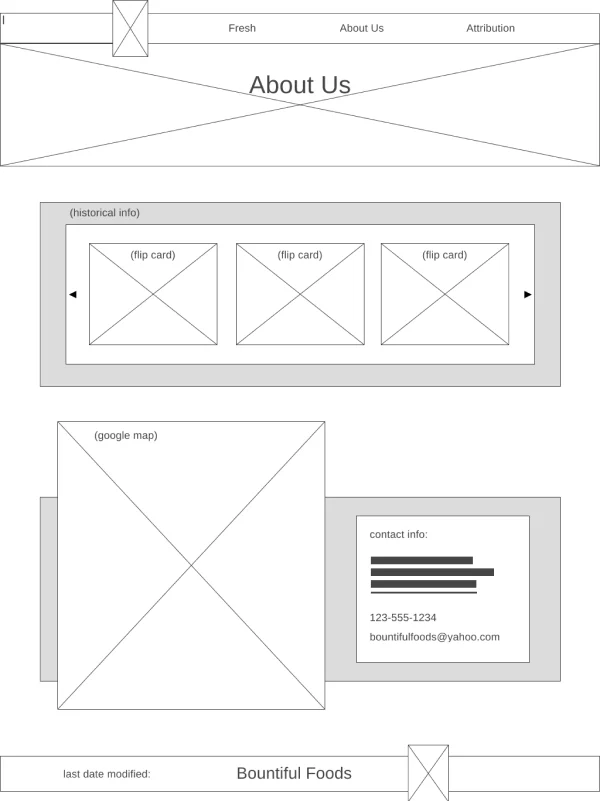 Fresh
About Us
Attribution
About Us
(historical info)
(flip card)
(flip card)
(flip card)
(google map)
contact info:
123-555-1234
bountifulfoods@yahoo.com
last date modified:
Bountiful Foods